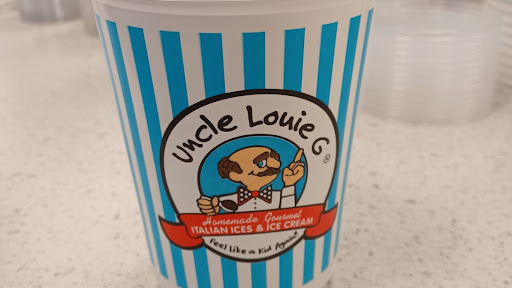 Uncle Louie G®
Homemade Gourmet
ITALIAN ICES & ICE CREAM
Feel Like a Kid Again®